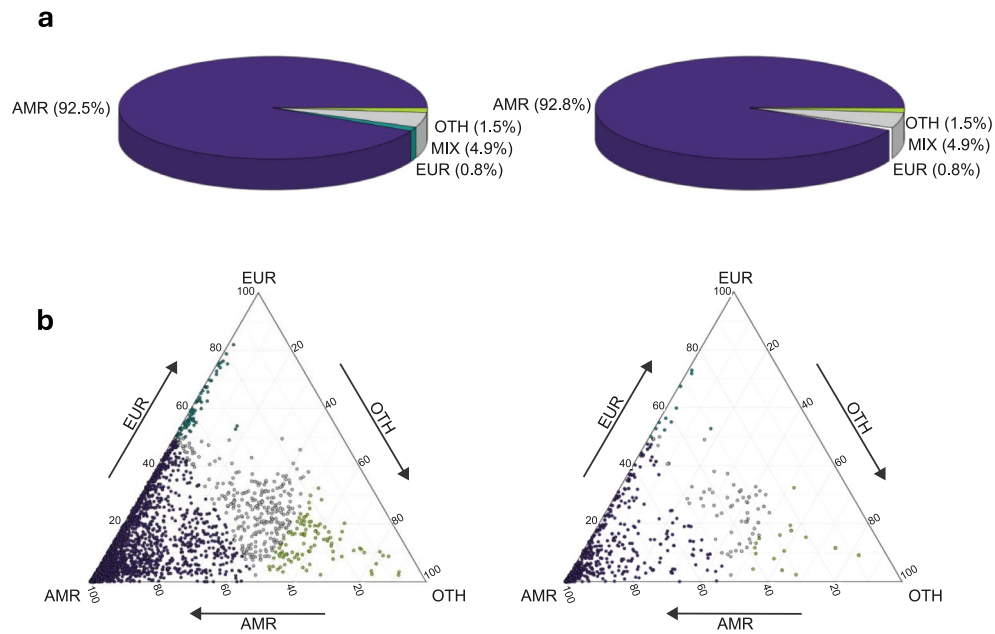 a
AMR (92.5%)
OTH (1.5%)
MIX (4.9%)
EUR (0.8%)
AMR (92.8%)
OTH (1.5%)
MIX (4.9%)
EUR (0.8%)
b
EUR
100
80
20
60
40
40
60
20
80
100
EUR
OTH
AMR
100
80
60
40
20
OTH
AMR
EUR
100
80
20
60
40
40
60
20
80
100
EUR
OTH
AMR
100
80
60
40
20
OTH
AMR